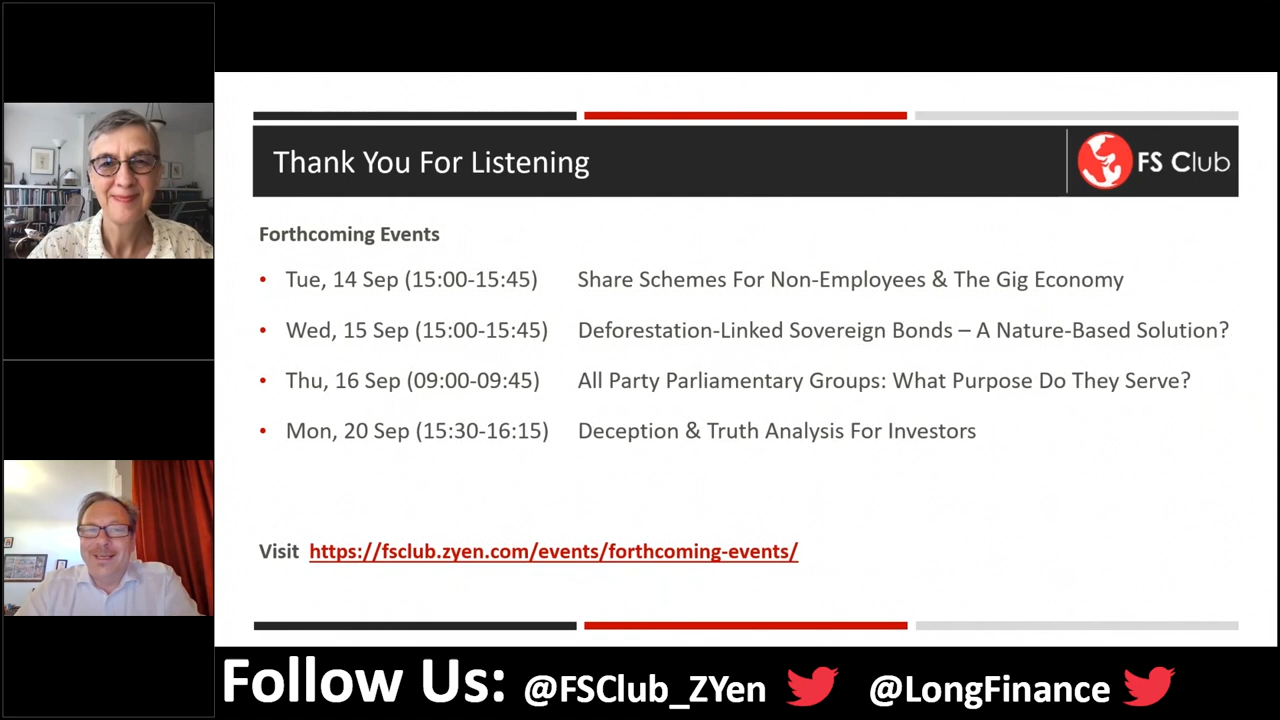 Thank You For Listening
FS Club
Forthcoming Events
• Tue, 14 Sep (15:00-15:45) Share Schemes For Non-Employees & The Gig Economy
• Wed, 15 Sep (15:00-15:45) Deforestation-Linked Sovereign Bonds – A Nature-Based Solution?
• Thu, 16 Sep (09:00-09:45) All Party Parliamentary Groups: What Purpose Do They Serve?
• Mon, 20 Sep (15:30-16:15) Deception & Truth Analysis For Investors
Visit https://fsclub.zyen.com/events/forthcoming-events/
Follow Us: @FSClub_ZYen @LongFinance